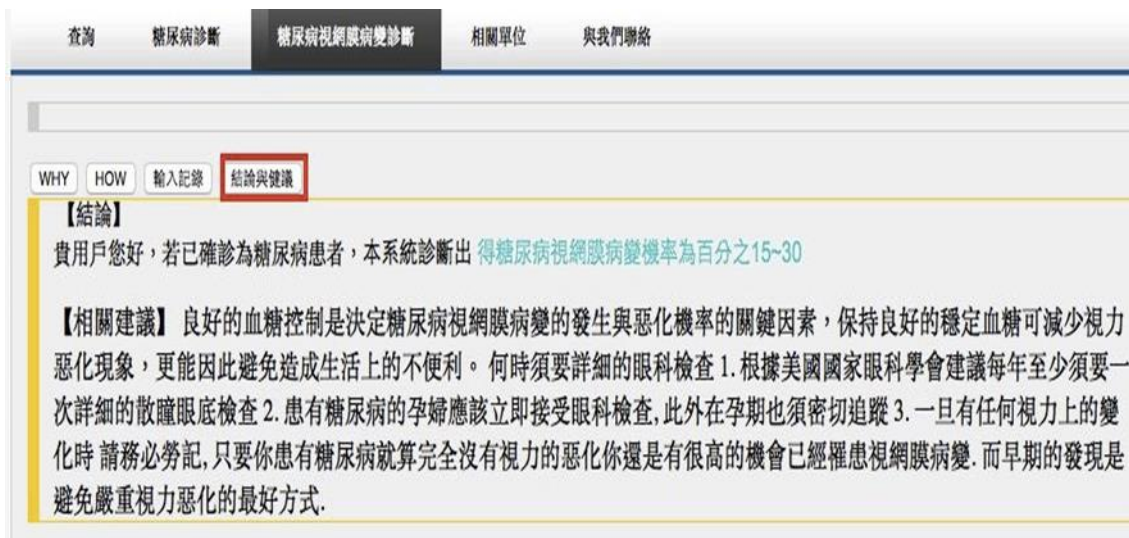 查詢 糖尿病診斷 糖尿病視網膜病變診斷 相關單位 與我們聯絡
WHY HOW 輸入記錄 結論與健議
【結論】
貴用戶您好，若已確診為糖尿病患者，本系統診斷出 得糖尿病視網膜病變機率為百分之15~30
【相關建議】 良好的血糖控制是決定糖尿病視網膜病變的發生與惡化機率的關鍵因素，保持良好的穩定血糖可減少視力
惡化現象，更能因此避免造成生活上的不便利。 何時須要詳細的眼科檢查 1. 根據美國國家眼科學會建議每年至少須要一
次詳細的散瞳眼底檢查 2. 患有糖尿病的孕婦應該立即接受眼科檢查, 此外在孕期也須密切追蹤 3. 一旦有任何視力上的變
化時 請務必勞記, 只要你患有糖尿病就算完全沒有視力的惡化你還是有很高的機會已經罹患視網膜病變. 而早期的發現是
避免嚴重視力惡化的最好方式.